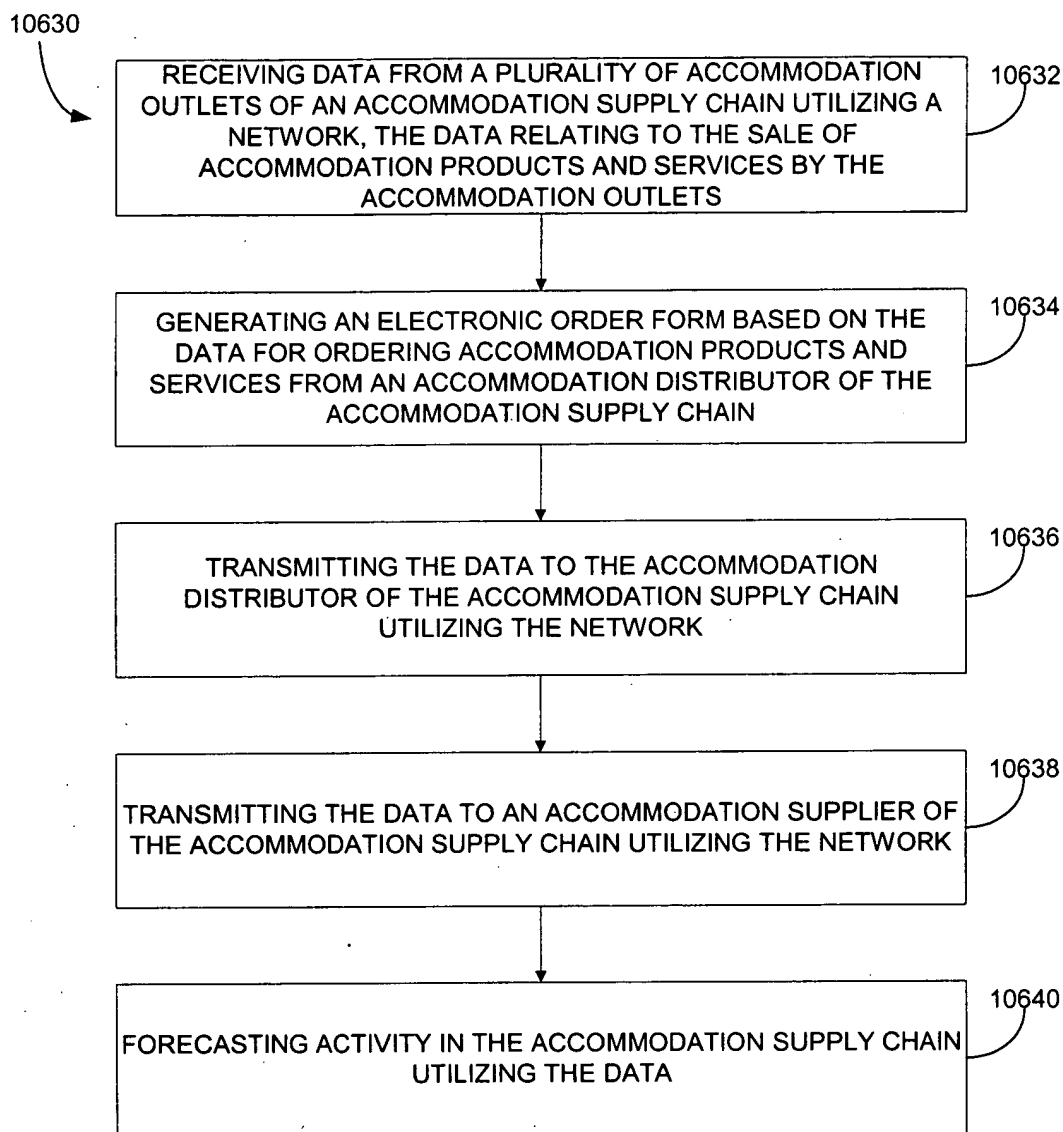 10630
RECEIVING DATA FROM A PLURALITY OF ACCOMMODATION
OUTLETS OF AN ACCOMMODATION SUPPLY CHAIN UTILIZING A
NETWORK, THE DATA RELATING TO THE SALE OF
ACCOMMODATION PRODUCTS AND SERVICES BY THE
ACCOMMODATION OUTLETS
10632
GENERATING AN ELECTRONIC ORDER FORM BASED ON THE
DATA FOR ORDERING ACCOMMODATION PRODUCTS AND
SERVICES FROM AN ACCOMMODATION DISTRIBUTOR OF THE
ACCOMMODATION SUPPLY CHAIN
10634
TRANSMITTING THE DATA TO THE ACCOMMODATION
DISTRIBUTOR OF THE ACCOMMODATION SUPPLY CHAIN
UTILIZING THE NETWORK
10636
TRANSMITTING THE DATA TO AN ACCOMMODATION SUPPLIER OF
THE ACCOMMODATION SUPPLY CHAIN UTILIZING THE NETWORK
10638
FORECASTING ACTIVITY IN THE ACCOMMODATION SUPPLY CHAIN
UTILIZING THE DATA
10640